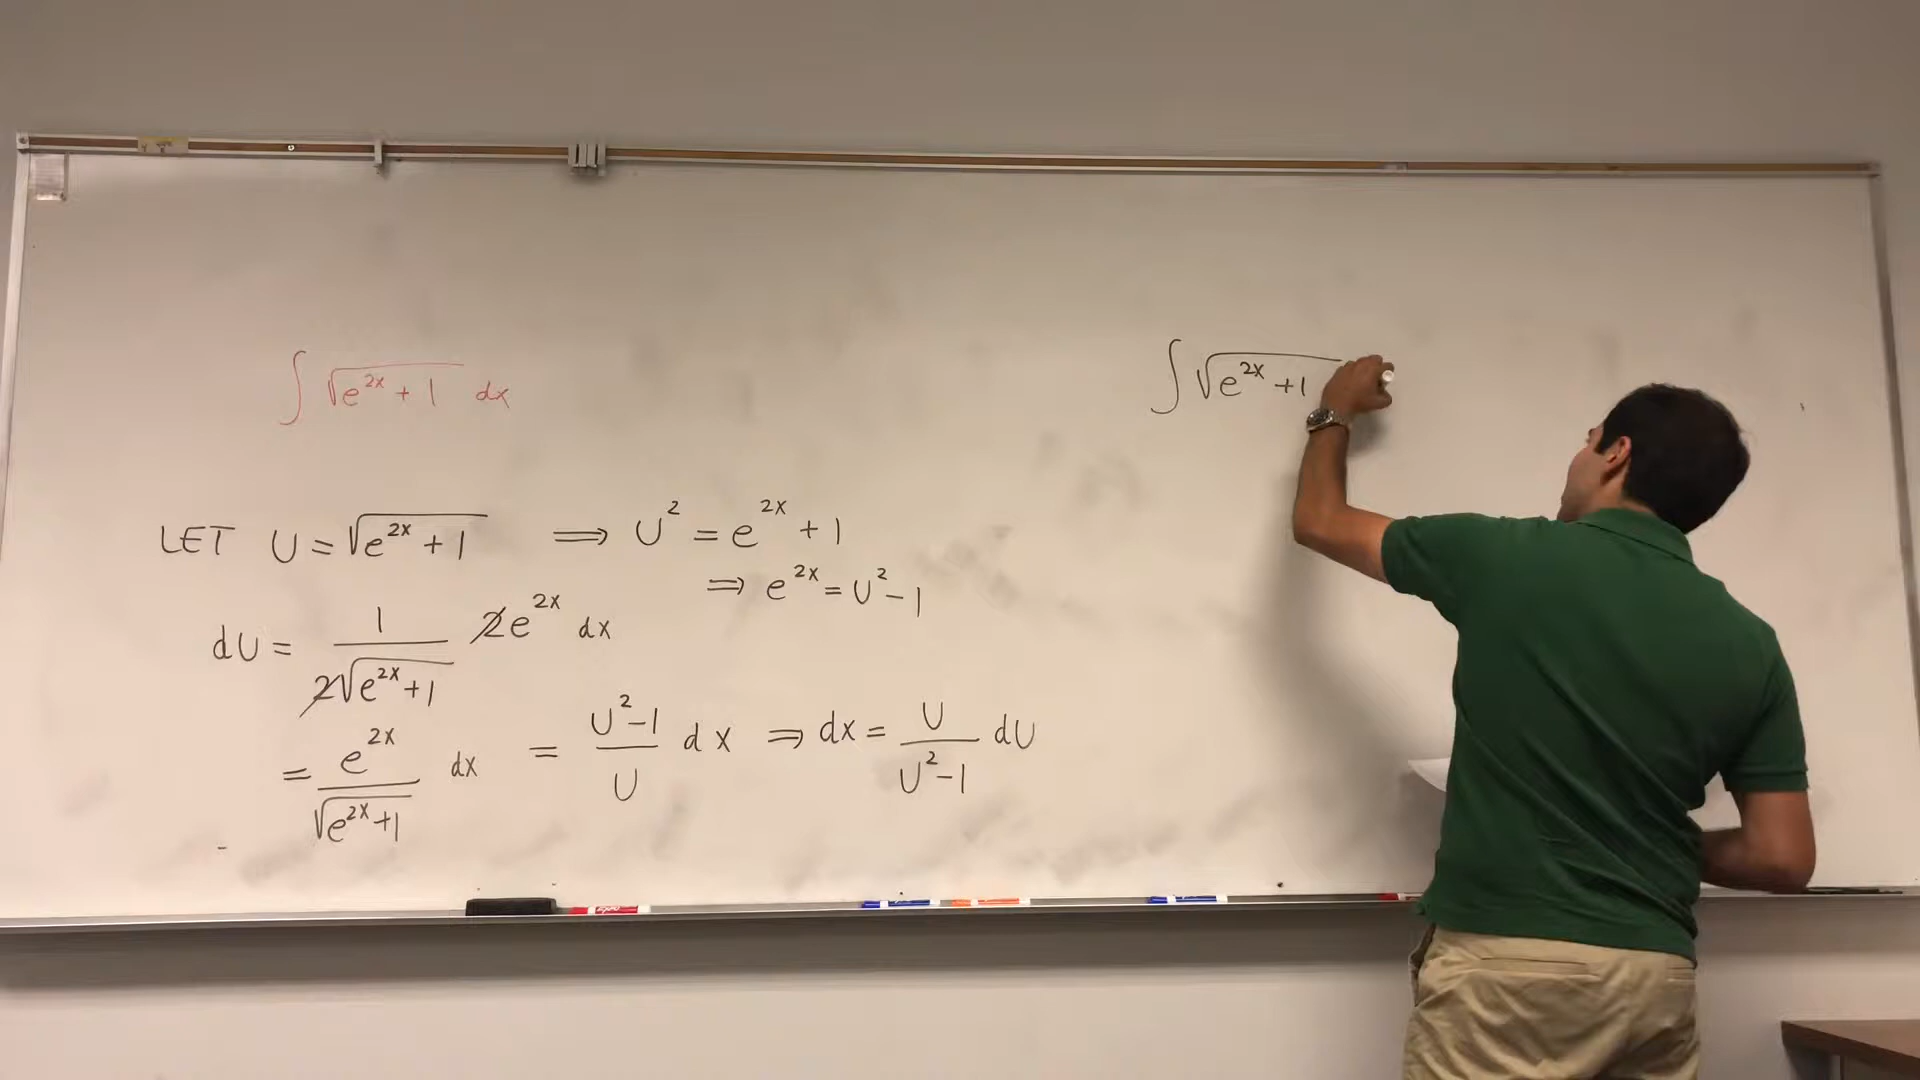 ∫ √(e^{2x} + 1) dx
LET U = √(e^{2x} + 1) ⟹ U² = e^{2x} + 1
⟹ e^{2x} = U² - 1
dU = 1/(2√(e^{2x} + 1)) 2e^{2x} dx
= e^{2x}/√(e^{2x} + 1) dx = (U² - 1)/U dx ⟹ dx = U/(U² - 1) dU
∫ √(e^{2x} + 1